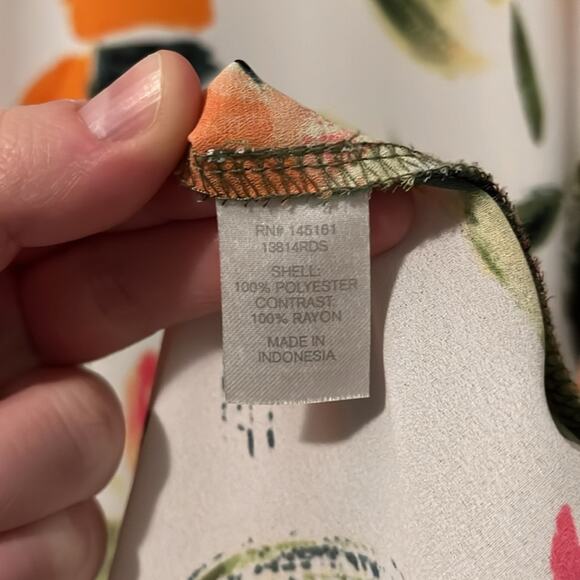 RN# 145161
13814RDS
SHELL:
100% POLYESTER
CONTRAST:
100% RAYON
MADE IN
INDONESIA